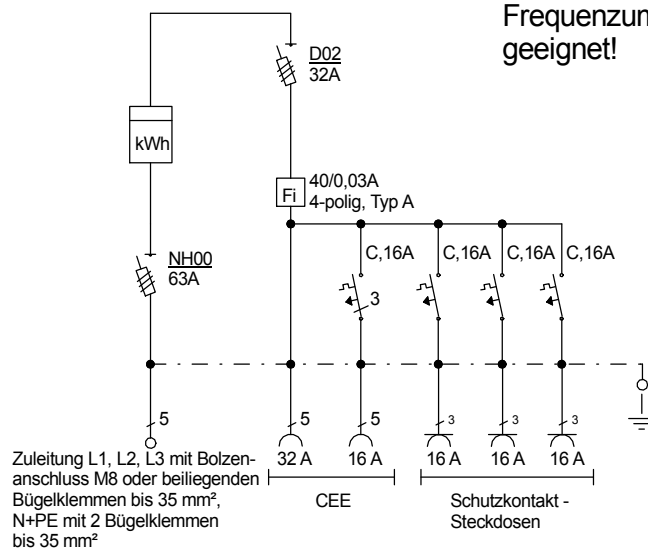 geeignet!
D02
32A
kWh
Fi
40/0,03A
4-polig, Typ A
NH00
63A
C,16A
C,16A
C,16A
C,16A
3
5
5
5
3
3
3
32 A
16 A
16 A
16 A
16 A
Zuleitung L1, L2, L3 mit Bolzen-
anschluss M8 oder beiliegenden
Bügelklemmen bis 35 mm²,
N+PE mit 2 Bügelklemmen
bis 35 mm²
CEE
Schutzkontakt -
Steckdosen